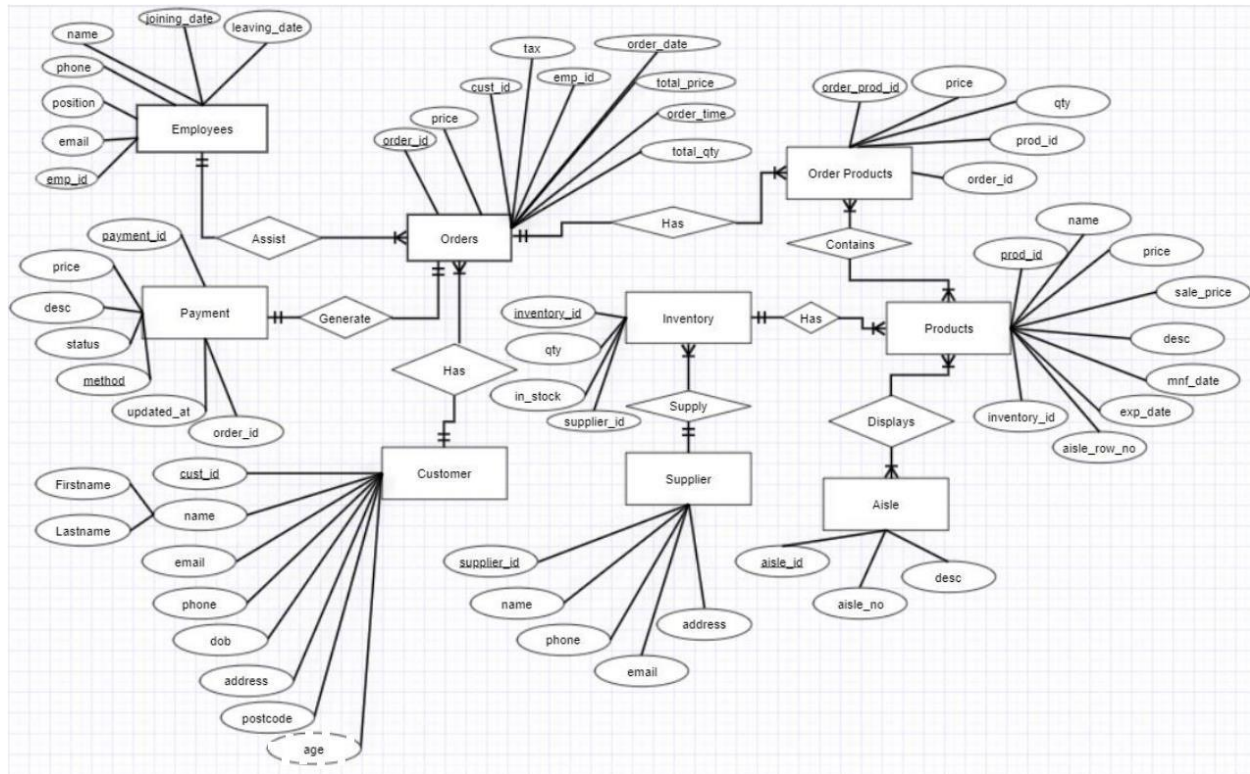 joining_date
leaving_date
name
phone
position
email
emp_id
Employees
tax
order_date
cust_id
emp_id
total_price
price
order_id
order_time
total_qty
order_prod_id
price
qty
prod_id
order_id
Order Products
Assist
Orders
Has
Contains
payment_id
price
desc
status
method
updated_at
order_id
Payment
Generate
Has
inventory_id
qty
in_stock
supplier_id
Inventory
Has
Products
name
prod_id
price
sale_price
desc
mnf_date
exp_date
inventory_id
aisle_row_no
Supply
Displays
Customer
cust_id
Firstname
name
Lastname
email
phone
dob
address
postcode
age
Supplier
supplier_id
name
phone
email
address
Aisle
aisle_id
aisle_no
desc